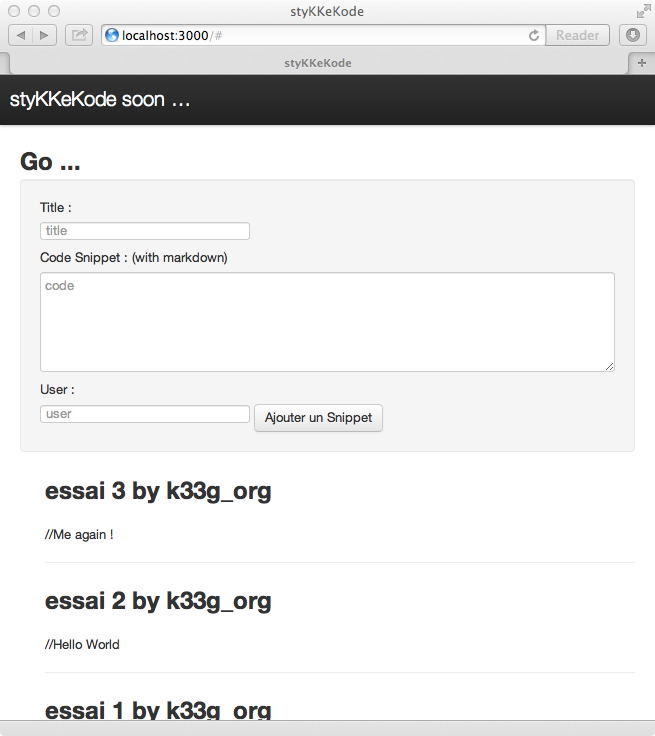 styKKeKode
localhost:3000/#
Reader
styKKeKode
styKKeKode soon ...
Go ...
Title :
title
Code Snippet : (with markdown)
code
User :
user
Ajouter un Snippet
essai 3 by k33g_org
//Me again !
essai 2 by k33g_org
//Hello World
essai 1 by k33g_org